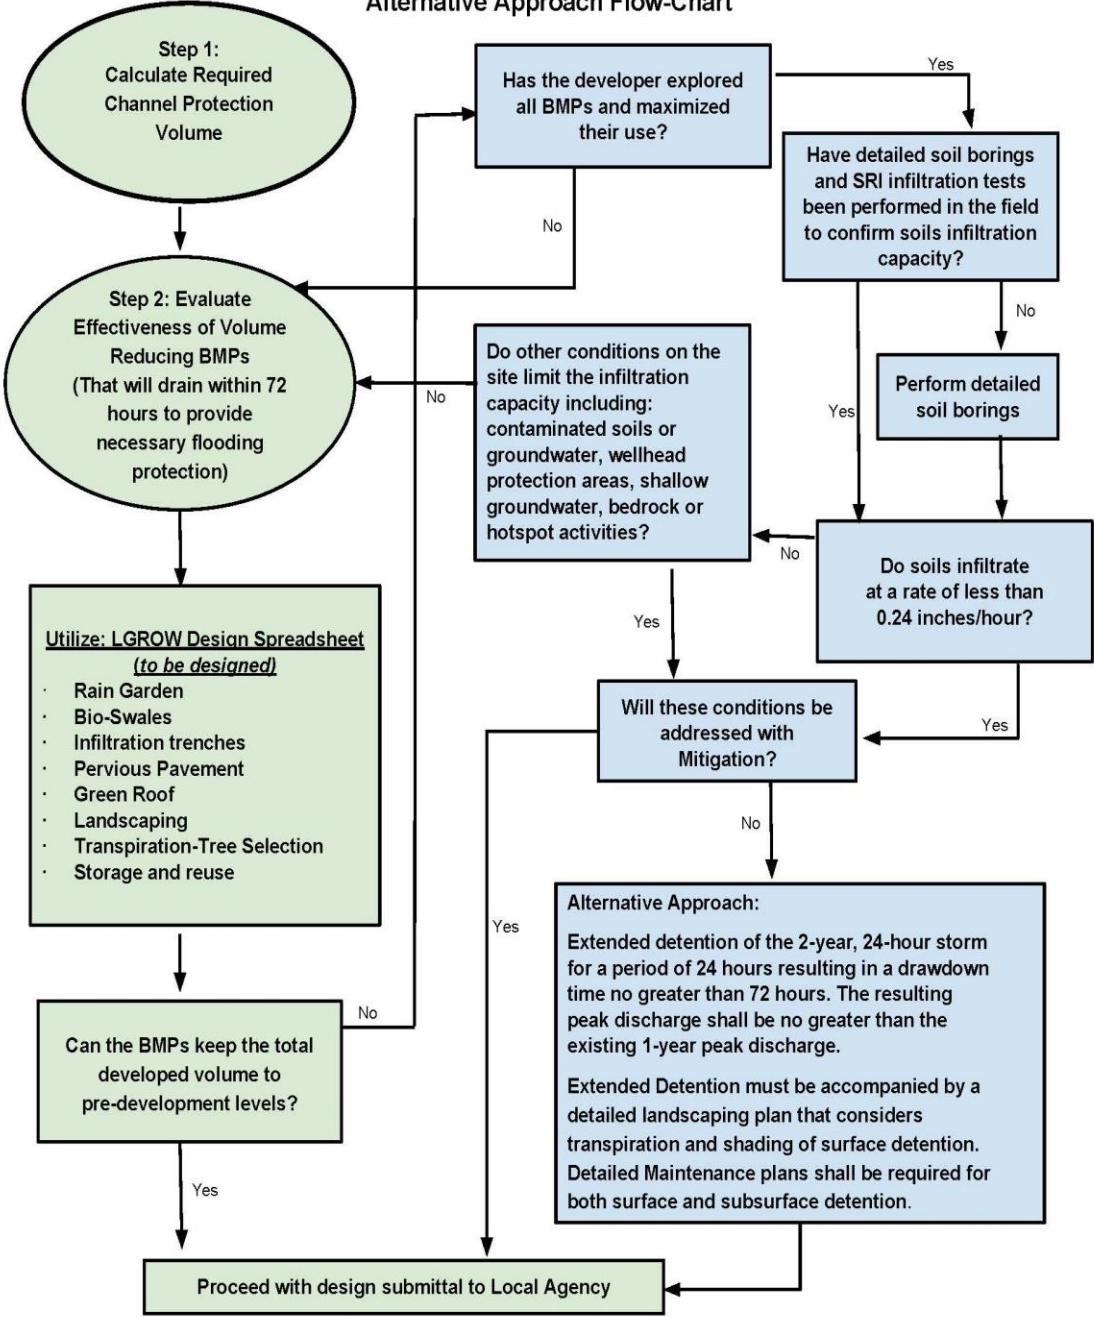 Alternative Approach Flow-Chart
Step 1:
Calculate Required
Channel Protection
Volume
Step 2: Evaluate
Effectiveness of Volume
Reducing BMPs
(That will drain within 72
hours to provide
necessary flooding
protection)
Utilize: LGROW Design Spreadsheet
(to be designed)
· Rain Garden
· Bio-Swales
· Infiltration trenches
· Pervious Pavement
· Green Roof
· Landscaping
· Transpiration-Tree Selection
· Storage and reuse
Can the BMPs keep the total
developed volume to
pre-development levels?
No
Yes
Has the developer explored
all BMPs and maximized
their use?
Yes
No
Have detailed soil borings
and SRI infiltration tests
been performed in the field
to confirm soils infiltration
capacity?
No
Yes
Perform detailed
soil borings
Do soils infiltrate
at a rate of less than
0.24 inches/hour?
No
Yes
Do other conditions on the
site limit the infiltration
capacity including:
contaminated soils or
groundwater, wellhead
protection areas, shallow
groundwater, bedrock or
hotspot activities?
No
Yes
Will these conditions be
addressed with
Mitigation?
No
Yes
Alternative Approach:
Extended detention of the 2-year, 24-hour storm
for a period of 24 hours resulting in a drawdown
time no greater than 72 hours. The resulting
peak discharge shall be no greater than the
existing 1-year peak discharge.
Extended Detention must be accompanied by a
detailed landscaping plan that considers
transpiration and shading of surface detention.
Detailed Maintenance plans shall be required for
both surface and subsurface detention.
Proceed with design submittal to Local Agency